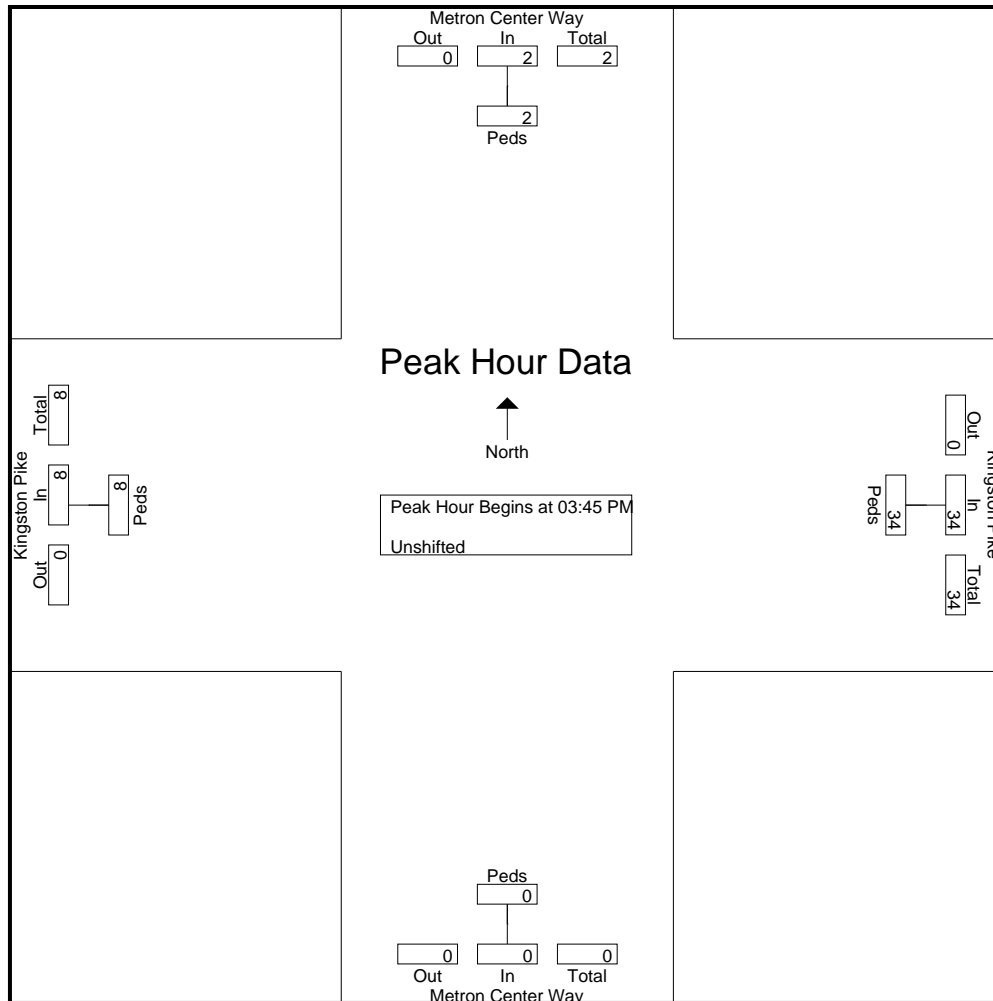 Metron Center Way
Out In Total
0 2 2
2
Peds
Peak Hour Data
North
Peak Hour Begins at 03:45 PM
Unshifted
Kingston Pike
Out In Total
0 8 8
8
Peds
Kingston Pike
Out In Total
0 34 34
34
Peds
Peds
0
0 0 0
Out In Total
Metron Center Way